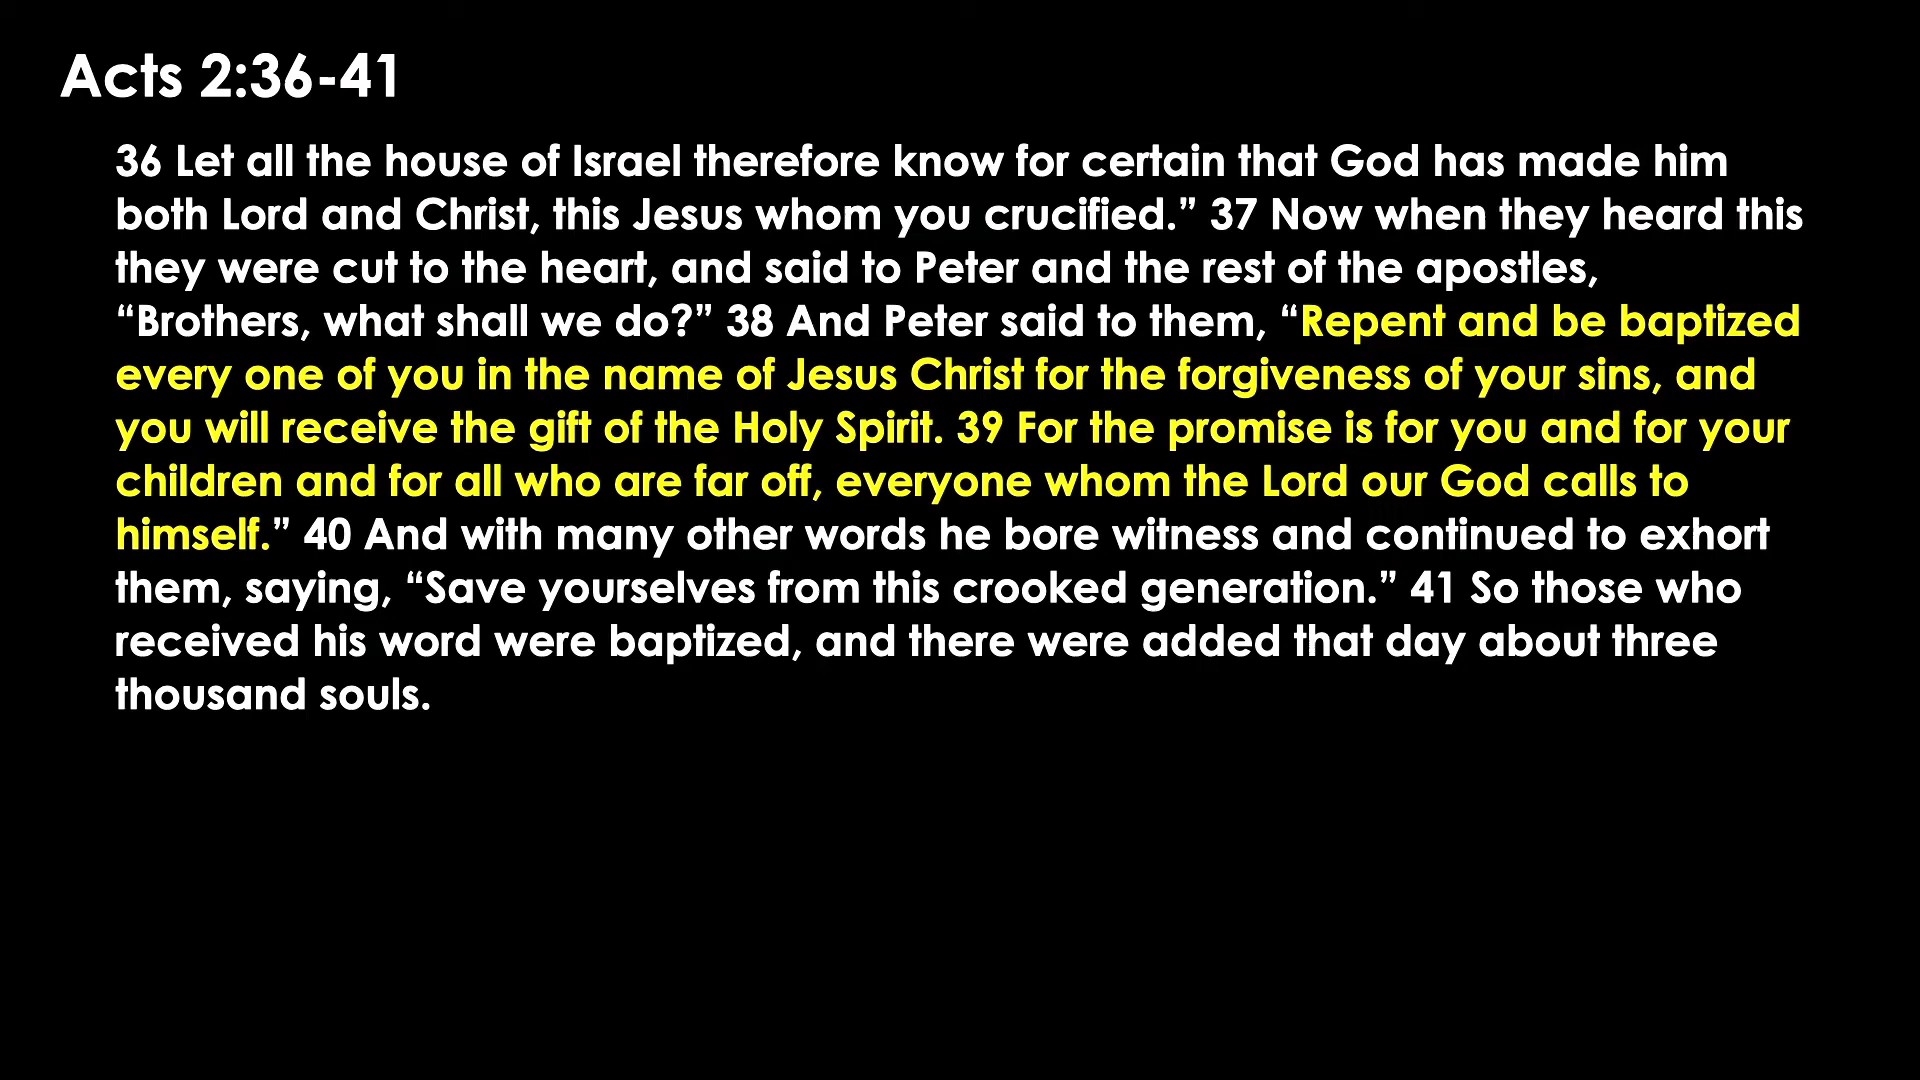 Acts 2:36-41
36 Let all the house of Israel therefore know for certain that God has made him
both Lord and Christ, this Jesus whom you crucified.” 37 Now when they heard this
they were cut to the heart, and said to Peter and the rest of the apostles,
“Brothers, what shall we do?” 38 And Peter said to them, “Repent and be baptized
every one of you in the name of Jesus Christ for the forgiveness of your sins, and
you will receive the gift of the Holy Spirit. 39 For the promise is for you and for your
children and for all who are far off, everyone whom the Lord our God calls to
himself.” 40 And with many other words he bore witness and continued to exhort
them, saying, “Save yourselves from this crooked generation.” 41 So those who
received his word were baptized, and there were added that day about three
thousand souls.